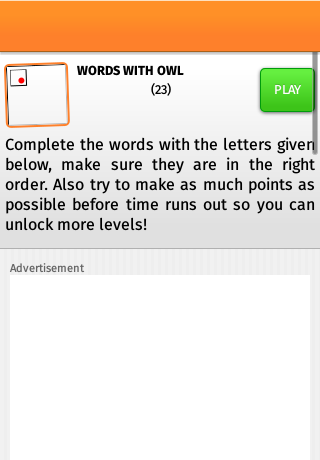 WORDS WITH OWL
(23)
PLAY
Complete the words with the letters given
below, make sure they are in the right
order. Also try to make as much points as
possible before time runs out so you can
unlock more levels!
Advertisement